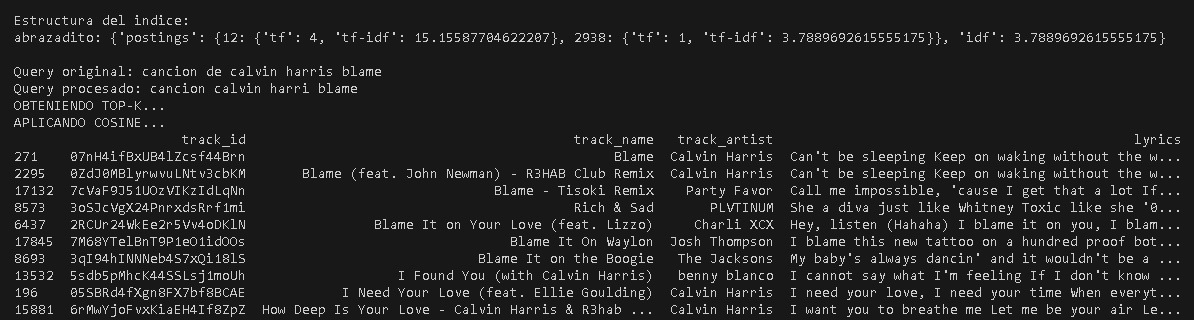 Estructura del indice:
abrazadito: {'postings': {12: {'tf': 4, 'tf-idf': 15.15587704622207}, 2938: {'tf': 1, 'tf-idf': 3.7889692615555175}}, 'idf': 3.7889692615555175}
Query original: cancion de calvin harris blame
Query procesado: cancion calvin harri blame
OBTENIENDO TOP-K...
APLICANDO COSINE...
track_id track_name track_artist lyrics
271 07nH4ifBxUB4lZcsf44Brn Blame Calvin Harris Can't be sleeping Keep on waking without the w...
2295 0ZdJ0MBlyrwvuLNtv3cbKM Blame (feat. John Newman) - R3HAB Club Remix Calvin Harris Can't be sleeping Keep on waking without the w...
17132 7cVaF9J51UOzVIKzIdLqNn Blame - Tisoki Remix Party Favor Call me impossible, 'cause I get that a lot If...
8573 3oSJcVgX24PnrxdsRrf1mi Rich & Sad PLVTINUM She a diva just like Whitney Toxic like she '0...
6437 2RCUr24WkEe2r5Vv4oDKlN Blame It on Your Love (feat. Lizzo) Charli XCX Hey, listen (Hahaha) I blame it on you, I blam...
17845 7M68YTelBnT9P1eO1idOOs Blame It On Waylon Josh Thompson I blame this new tattoo on a hundred proof bot...
8693 3qI94hINNNeb4S7xQi18lS Blame It on the Boogie The Jacksons My baby's always dancin' and it wouldn't be a ...
13532 5sdb5pMhcK44SSLsj1moUh I Found You (with Calvin Harris) benny blanco I cannot say what I'm feeling If I don't know ...
196 05SBRd4fXgn8FX7bf8BCAE I Need Your Love (feat. Ellie Goulding) Calvin Harris I need your love, I need your time When everyt...
15881 6rMwYjoFvxKiaEH4If8ZpZ How Deep Is Your Love - Calvin Harris & R3hab ... Calvin Harris I want you to breathe me Let me be your air Le...